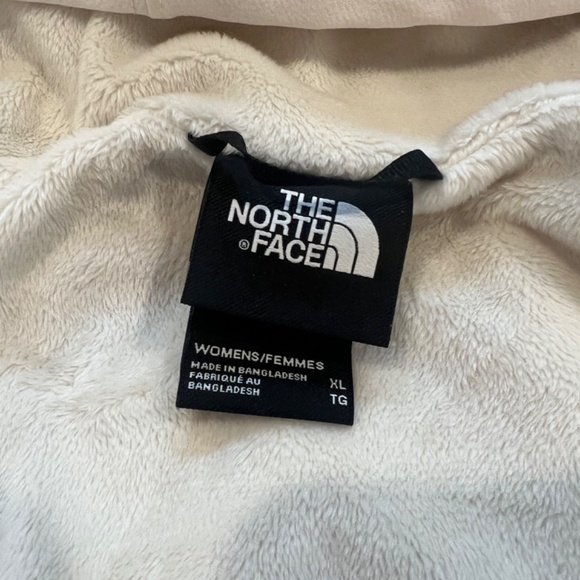 THE
NORTH
® FACE
WOMENS/FEMMES
MADE IN BANGLADESH
FABRIQUÉ AU
BANGLADESH
XL
TG